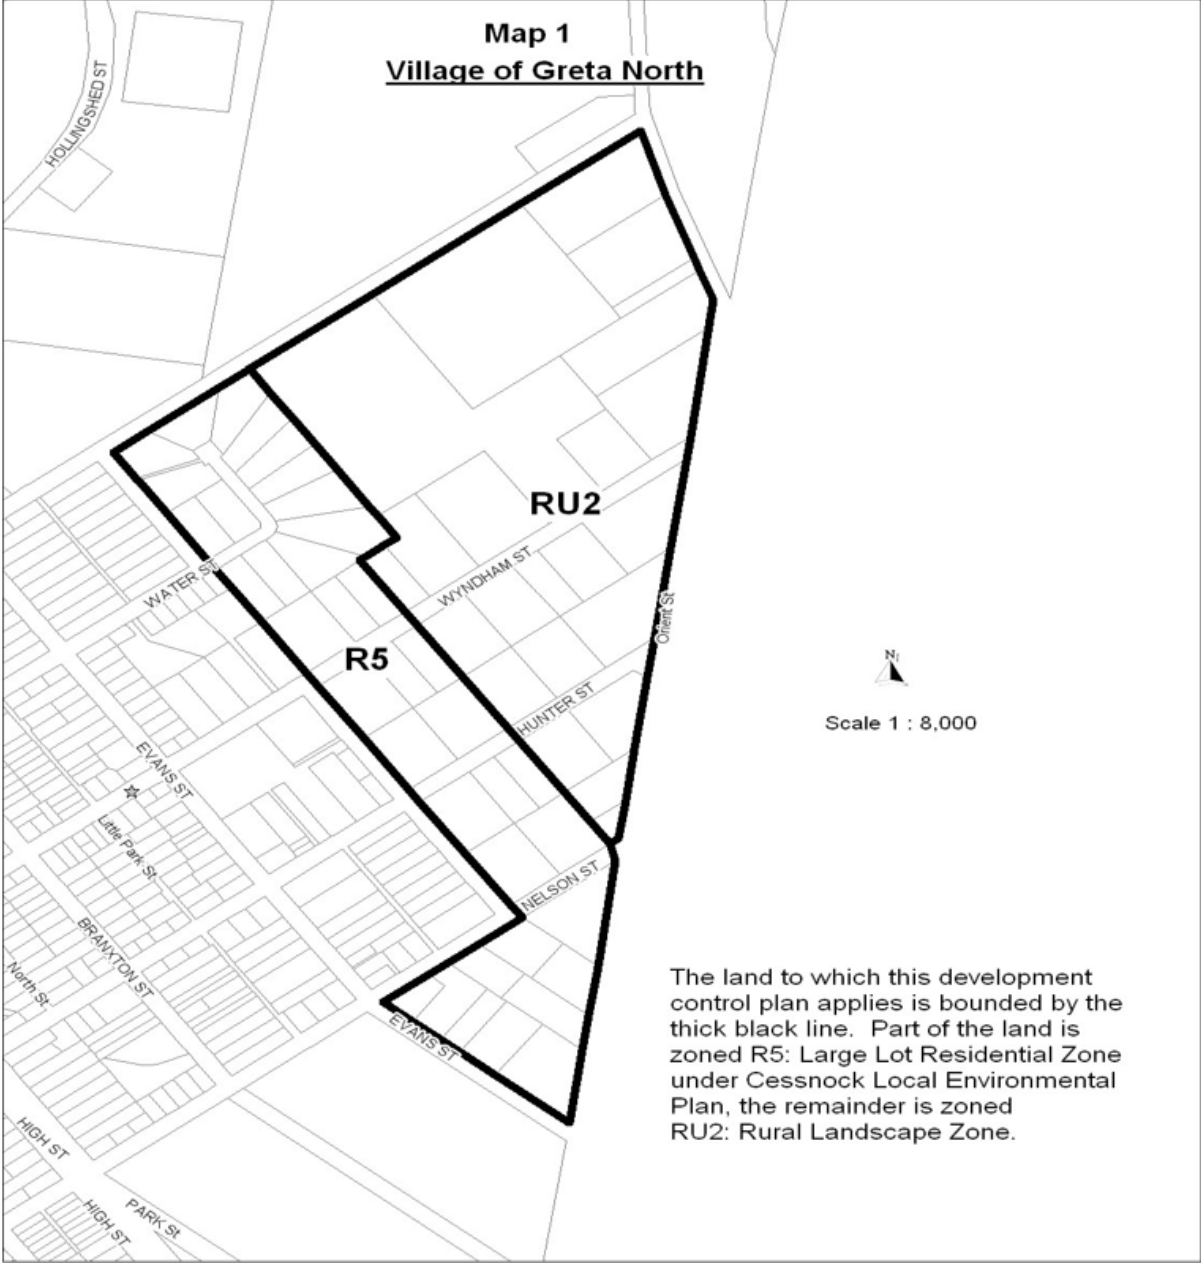 Map 1
Village of Greta North
HOLLINGSHED ST
RU2
WATER ST
WYNDHAM ST
Orient St
R5
N
HUNTER ST
Scale 1 : 8,000
EVANS ST
Little Park St
NELSON ST
BRANXTON ST
North St
The land to which this development
control plan applies is bounded by the
thick black line.  Part of the land is
zoned R5: Large Lot Residential Zone
under Cessnock Local Environmental
Plan, the remainder is zoned
RU2: Rural Landscape Zone.
EVANS ST
HIGH ST
HIGH ST
PARK St